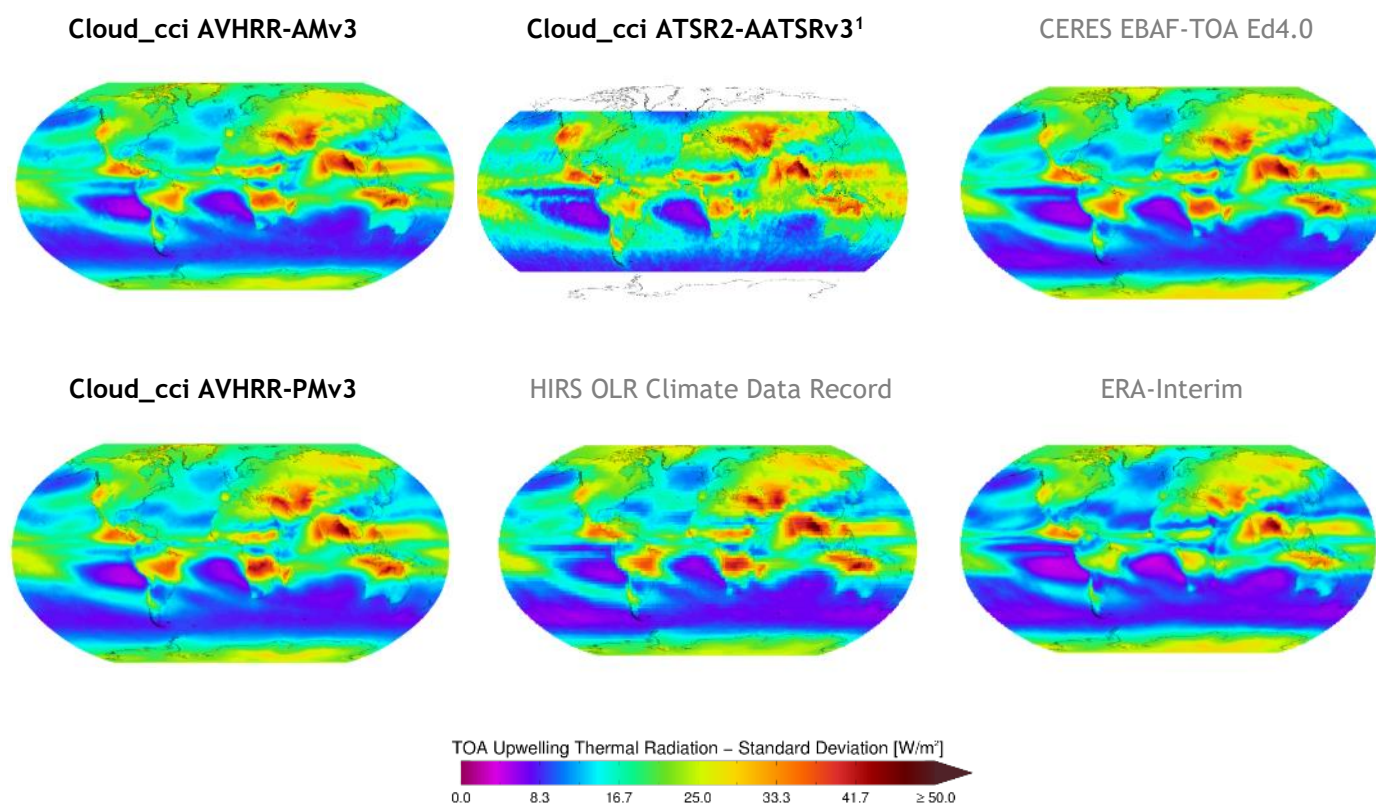 Cloud_cci AVHRR-AMv3
Cloud_cci ATSR2-AATSRv3¹
CERES EBAF-TOA Ed4.0
Cloud_cci AVHRR-PMv3
HIRS OLR Climate Data Record
ERA-Interim
TOA Upwelling Thermal Radiation – Standard Deviation [W/m²]
0.0 8.3 16.7 25.0 33.3 41.7 ≥ 50.0